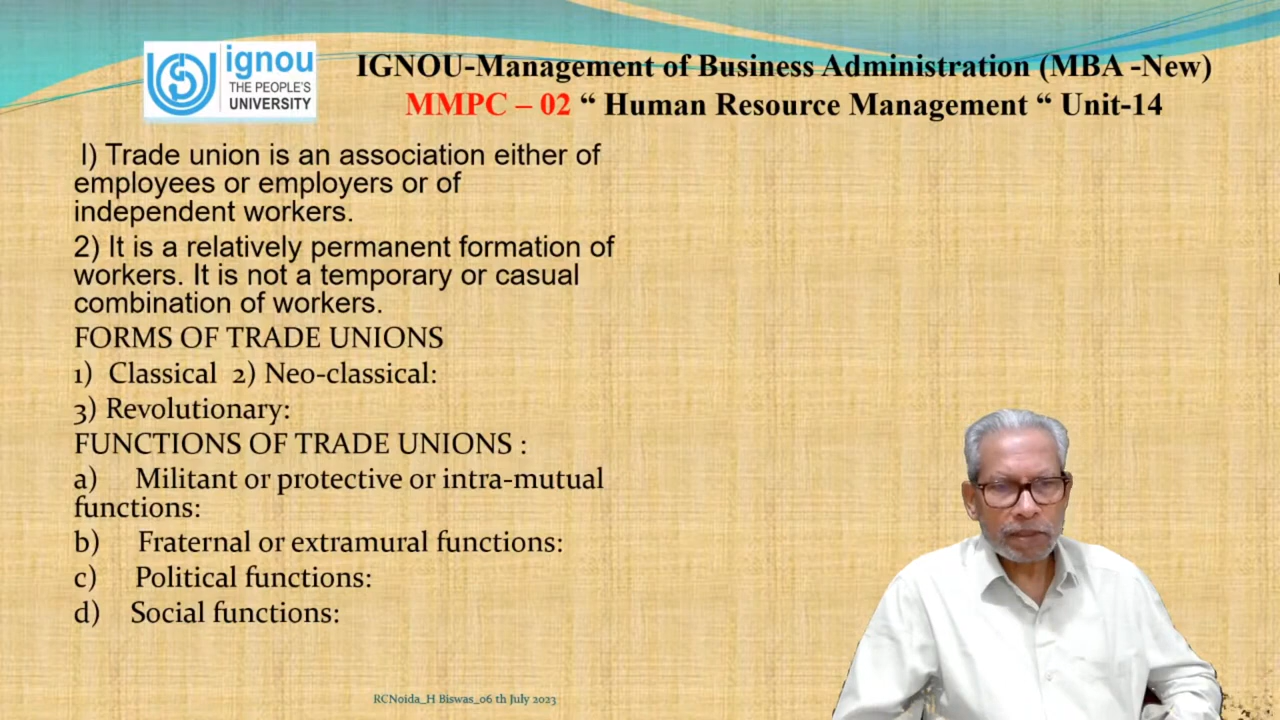 ignou
THE PEOPLE'S
UNIVERSITY
IGNOU-Management of Business Administration (MBA -New)
MMPC – 02 “ Human Resource Management “ Unit-14
l) Trade union is an association either of
employees or employers or of
independent workers.
2) It is a relatively permanent formation of
workers. It is not a temporary or casual
combination of workers.
FORMS OF TRADE UNIONS
1) Classical 2) Neo-classical:
3) Revolutionary:
FUNCTIONS OF TRADE UNIONS :
a) Militant or protective or intra-mutual
functions:
b) Fraternal or extramural functions:
c) Political functions:
d) Social functions:
RCNoida_H Biswas_06 th July 2023